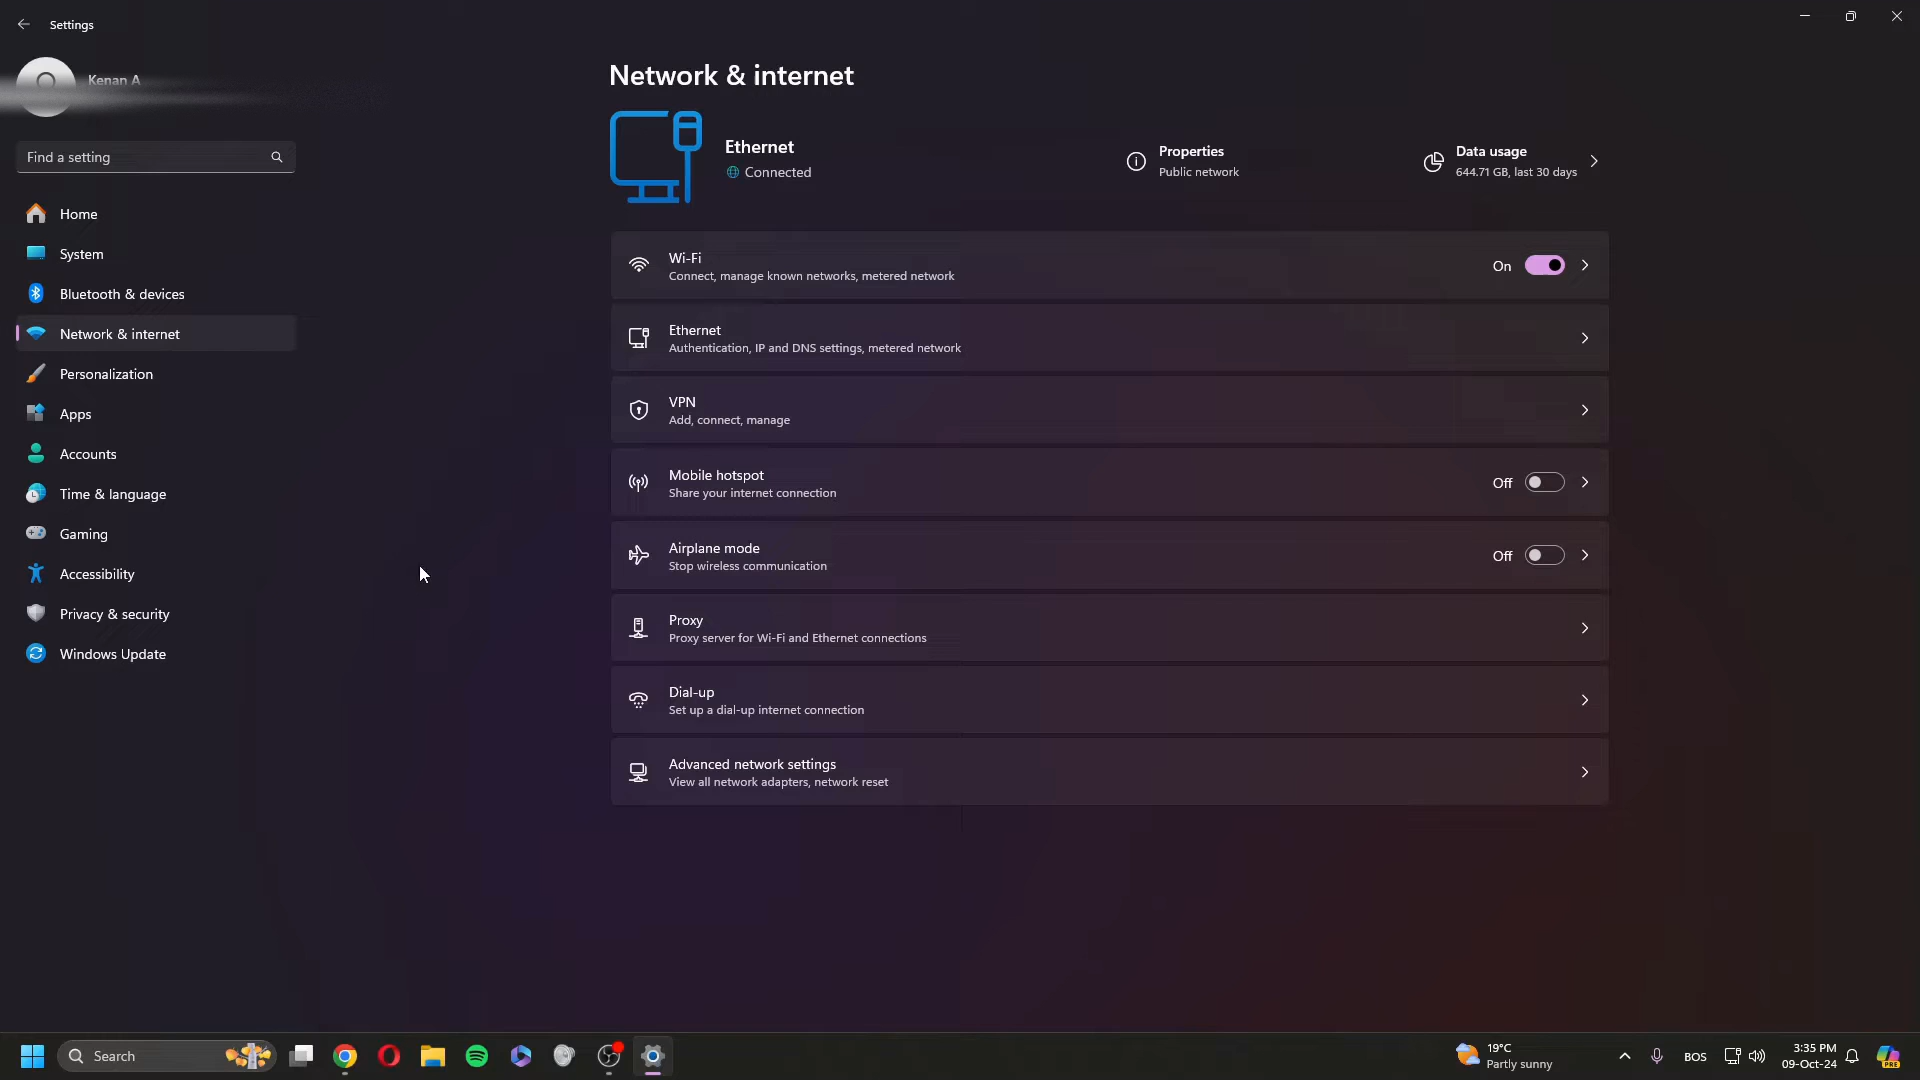 Settings
Kenan A
Find a setting
Home
System
Bluetooth & devices
Network & internet
Personalization
Apps
Accounts
Time & language
Gaming
Accessibility
Privacy & security
Windows Update
Network & internet
Ethernet
Connected
Properties
Public network
Data usage
644.71 GB, last 30 days
Wi-Fi
Connect, manage known networks, metered network
On
Ethernet
Authentication, IP and DNS settings, metered network
VPN
Add, connect, manage
Mobile hotspot
Share your internet connection
Off
Airplane mode
Stop wireless communication
Off
Proxy
Proxy server for Wi-Fi and Ethernet connections
Dial-up
Set up a dial-up internet connection
Advanced network settings
View all network adapters, network reset
Search
19°C
Partly sunny
BOS
3:35 PM
09-Oct-24
PRE